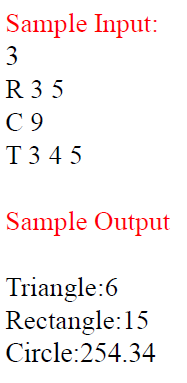 Sample Input:
3
R 3 5
C 9
T 3 4 5
Sample Output
Triangle:6
Rectangle:15
Circle:254.34